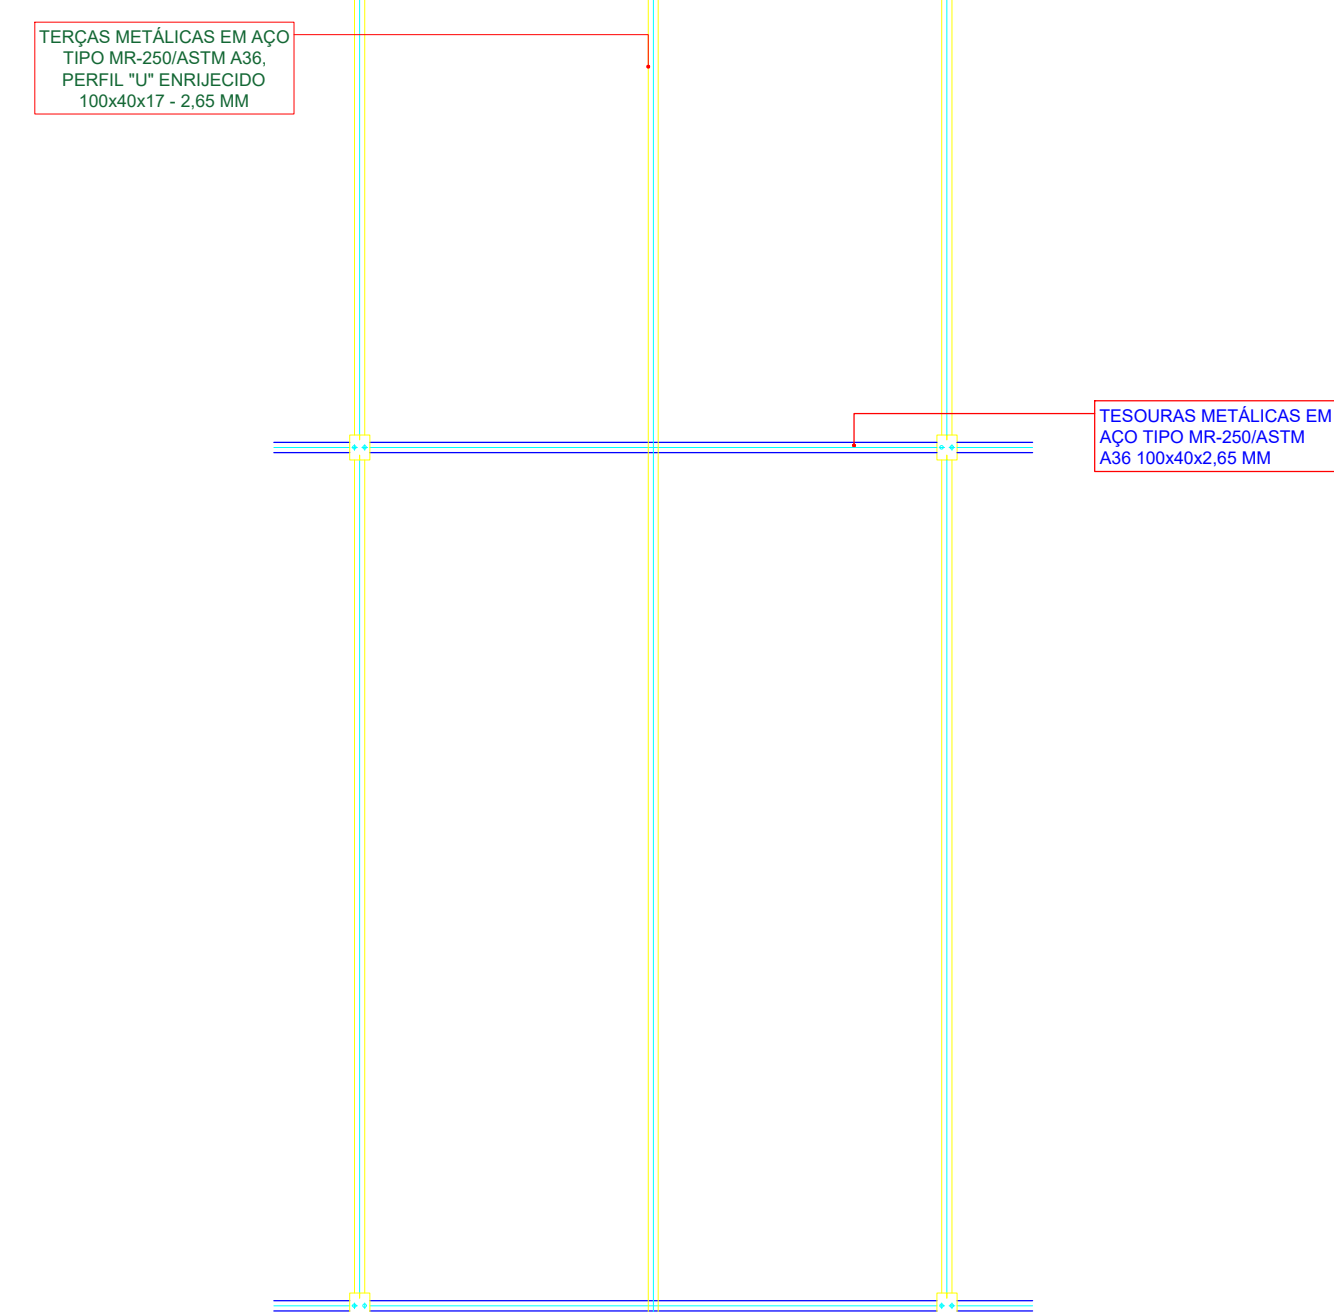 TERÇAS METÁLICAS EM AÇO
TIPO MR-250/ASTM A36,
PERFIL "U" ENRIJECIDO
100x40x17 - 2,65 MM
TESOURAS METÁLICAS EM
AÇO TIPO MR-250/ASTM
A36 100x40x2,65 MM